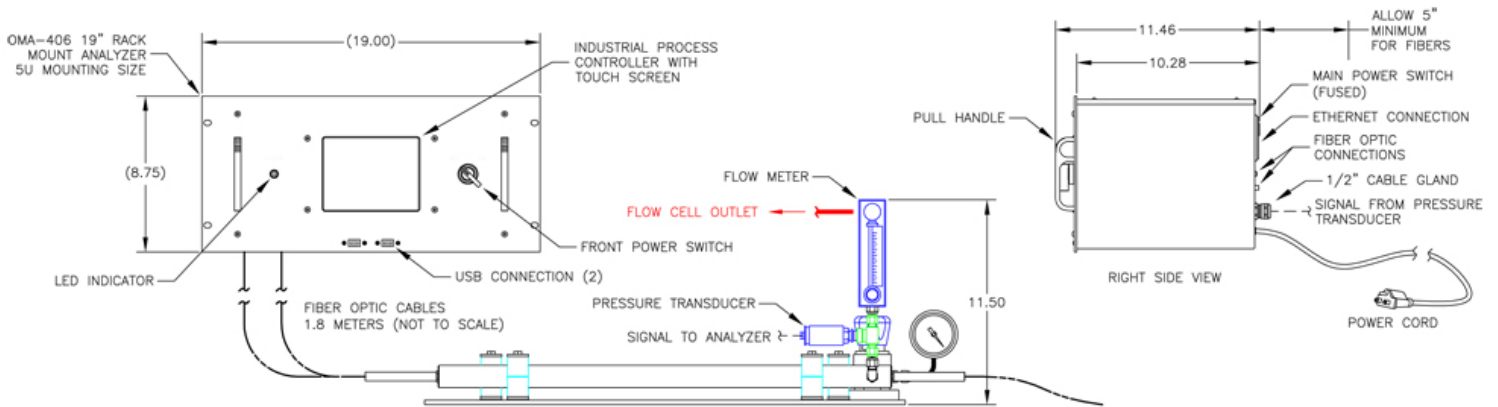 OMA-406 19" RACK
MOUNT ANALYZER
5U MOUNTING SIZE
(19.00)
INDUSTRIAL PROCESS
CONTROLLER WITH
TOUCH SCREEN
(8.75)
LED INDICATOR
FRONT POWER SWITCH
USB CONNECTION (2)
FIBER OPTIC CABLES
1.8 METERS (NOT TO SCALE)
FLOW METER
FLOW CELL OUTLET
PRESSURE TRANSDUCER
SIGNAL TO ANALYZER
11.50
11.46
10.28
ALLOW 5"
MINIMUM
FOR FIBERS
PULL HANDLE
MAIN POWER SWITCH
(FUSED)
ETHERNET CONNECTION
FIBER OPTIC
CONNECTIONS
1/2" CABLE GLAND
SIGNAL FROM PRESSURE
TRANSDUCER
RIGHT SIDE VIEW
POWER CORD